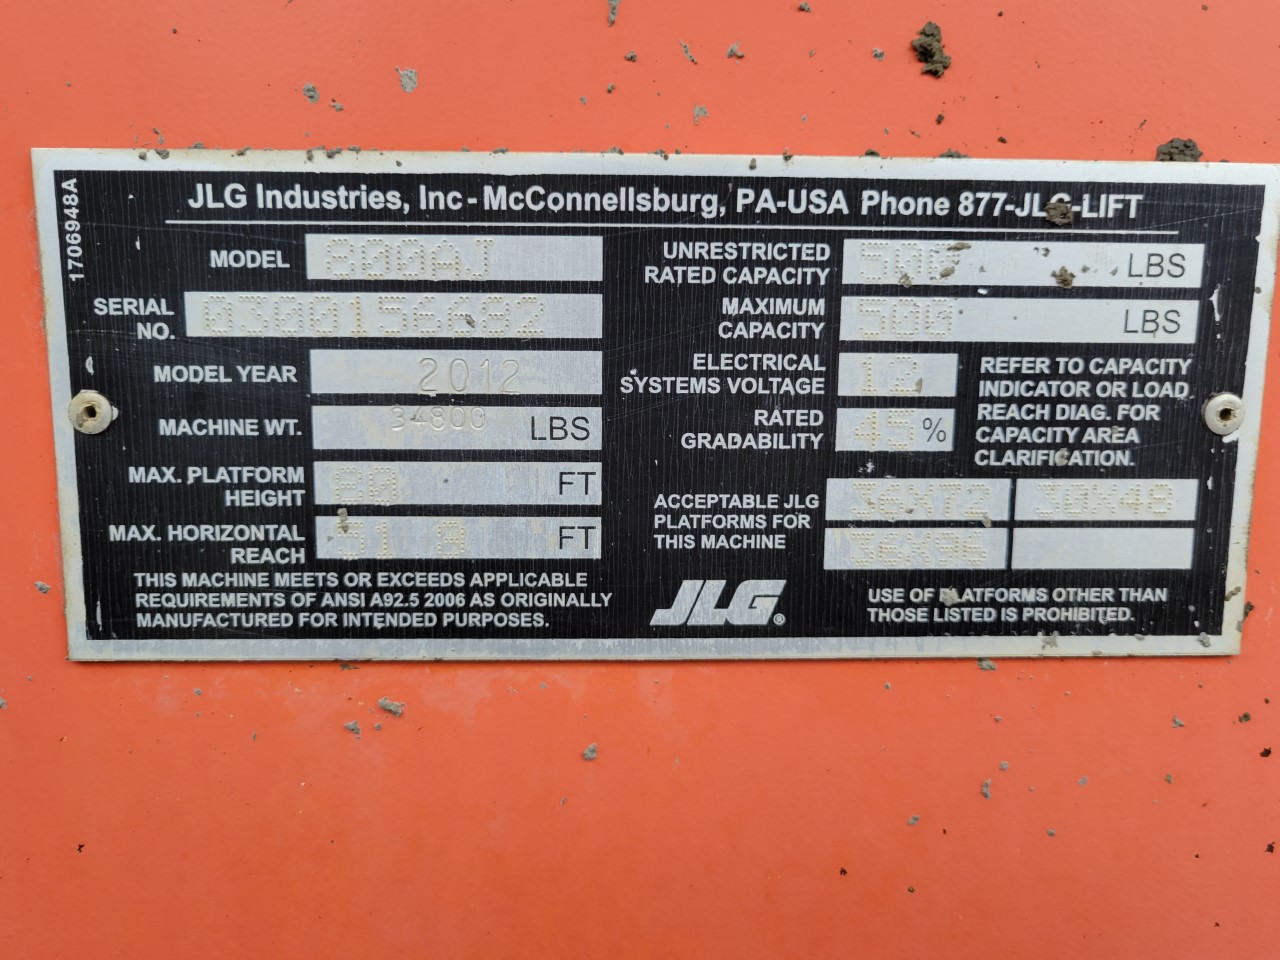 1706948A
JLG Industries, Inc - McConnellsburg, PA-USA Phone 877-JLG-LIFT
MODEL 800AJ
SERIAL NO. 0300156682
MODEL YEAR 2012
MACHINE WT. 34800 LBS
MAX. PLATFORM HEIGHT 80 FT
MAX. HORIZONTAL REACH 51 9 FT
THIS MACHINE MEETS OR EXCEEDS APPLICABLE
REQUIREMENTS OF ANSI A92.5 2006 AS ORIGINALLY
MANUFACTURED FOR INTENDED PURPOSES.
UNRESTRICTED
RATED CAPACITY 500 LBS
MAXIMUM
CAPACITY 500 LBS
ELECTRICAL
SYSTEMS VOLTAGE 12
RATED
GRADABILITY 45 %
REFER TO CAPACITY
INDICATOR OR LOAD
REACH DIAG. FOR
CAPACITY AREA
CLARIFICATION.
ACCEPTABLE JLG
PLATFORMS FOR
THIS MACHINE
36X72 30X48
36X96
JLG®
USE OF PLATFORMS OTHER THAN
THOSE LISTED IS PROHIBITED.